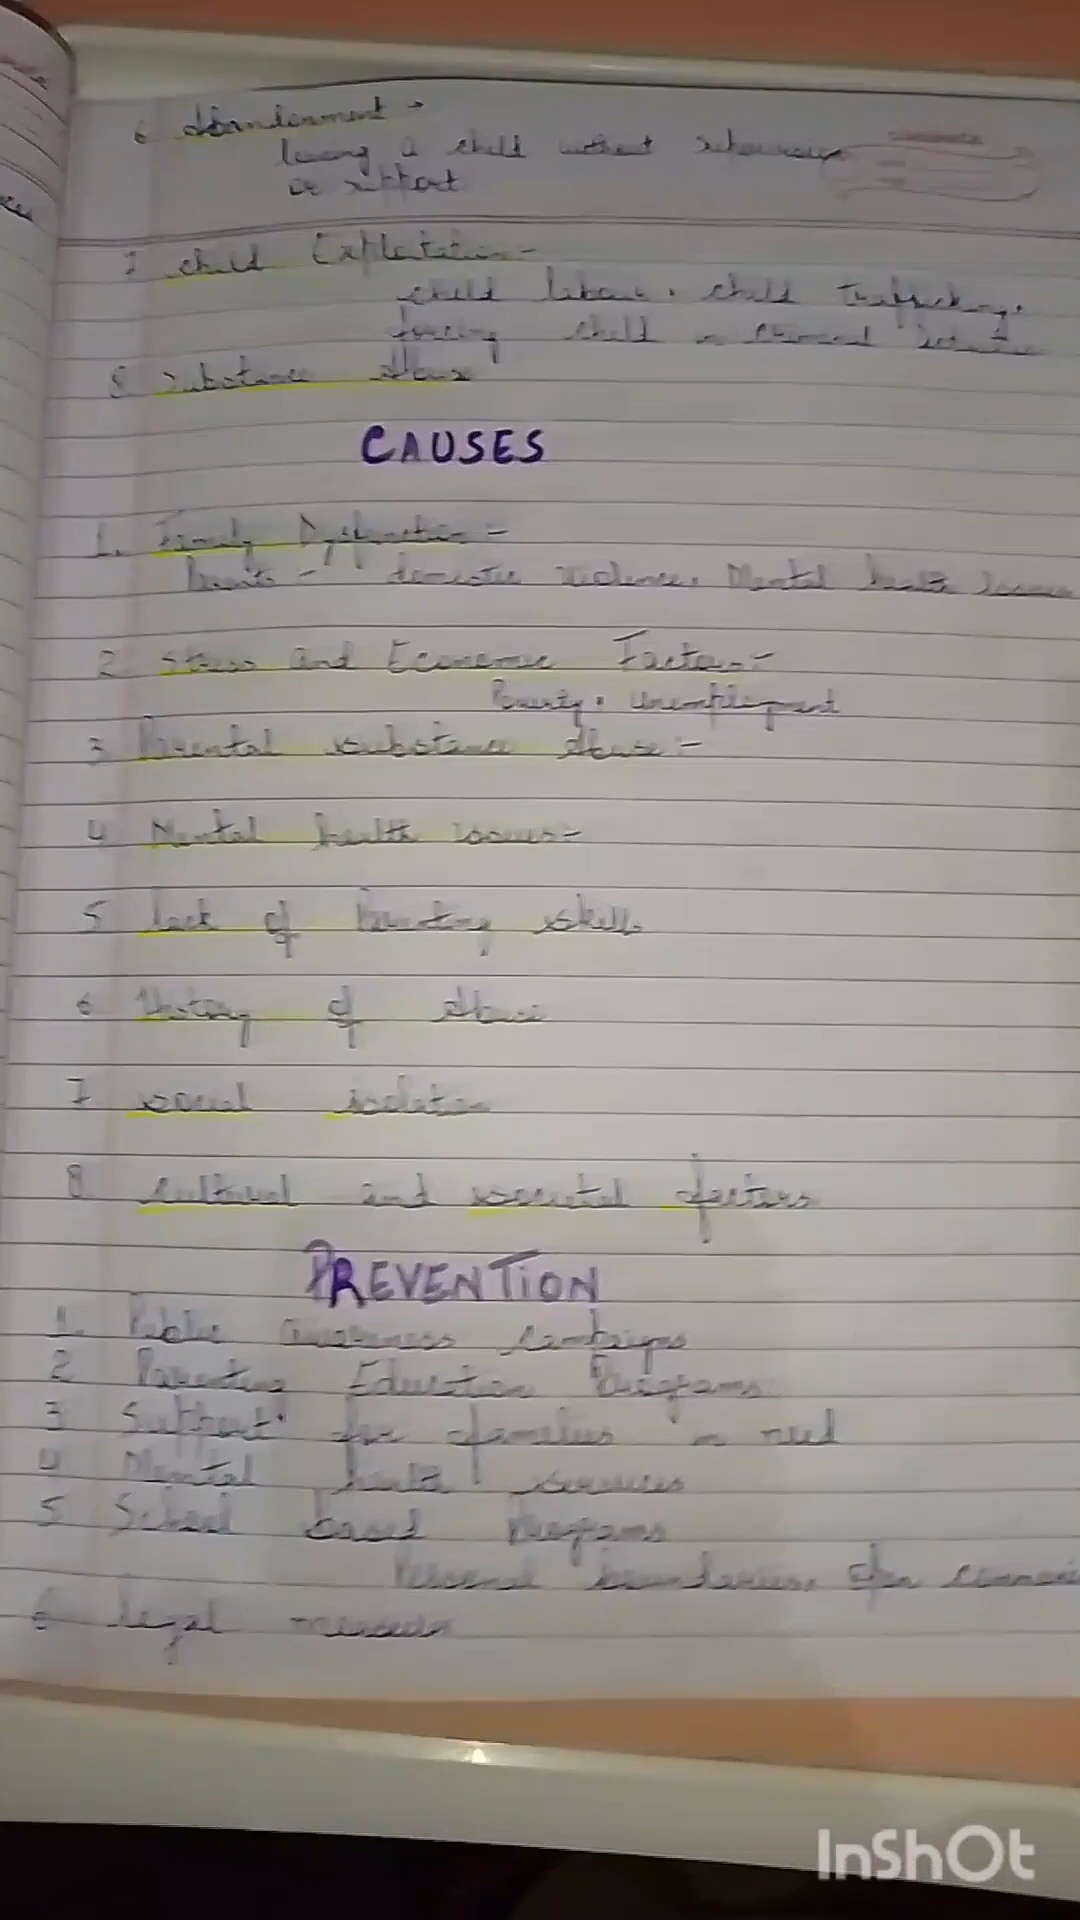 6 Abandonment →
leaving a child without
or support
7 child Exploitation-
child labour, child Trafficking,
forcing child in criminal
8 Substance Abuse
CAUSES
1. Family Dysfunction -
Parents - domestic violence, Mental health Issues
2 Stress and Economic Factors:-
Poverty, Unemployment
3 Parental substance Abuse:-
4 Mental health issues-
5 lack of Parenting skills
6 History of Abuse
7 social isolation
8 cultural and societal factors
PREVENTION
1. Public awareness campaigns
2 Parenting Education Programs
3 Support for families in need
4 Mental health services
5 School based Programs
Personal boundaries, open
6 legal
InShOt